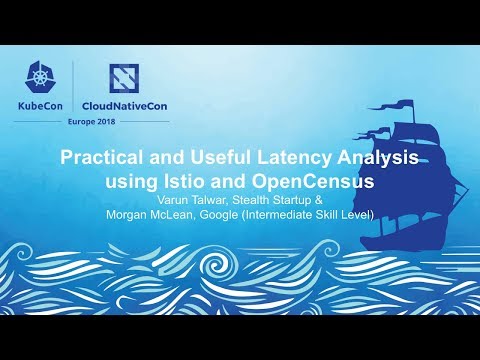 KubeCon
CloudNativeCon
Europe 2018
Practical and Useful Latency Analysis
using Istio and OpenCensus
Varun Talwar, Stealth Startup &
Morgan McLean, Google (Intermediate Skill Level)